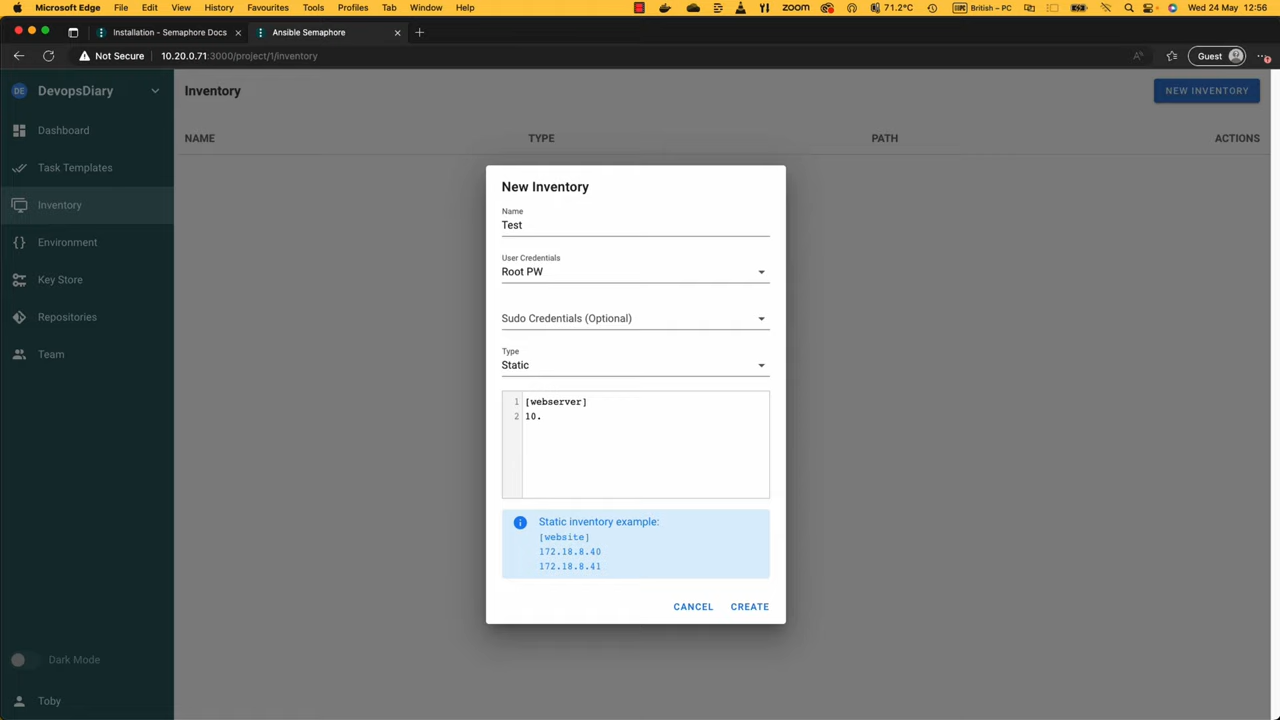 Microsoft Edge File Edit View History Favourites Tools Profiles Tab Window Help zoom 71.2°C British – PC Wed 24 May 12:56
Installation - Semaphore Docs Ansible Semaphore
Not Secure 10.20.0.71:3000/project/1/inventory Guest
DE DevopsDiary
Inventory
NEW INVENTORY
Dashboard
Task Templates
Inventory
Environment
Key Store
Repositories
Team
Dark Mode
Toby
NAME TYPE PATH ACTIONS
New Inventory
Name
Test
User Credentials
Root PW
Sudo Credentials (Optional)
Type
Static
1 [webserver]
2 10.
Static inventory example:
[website]
172.18.8.40
172.18.8.41
CANCEL CREATE